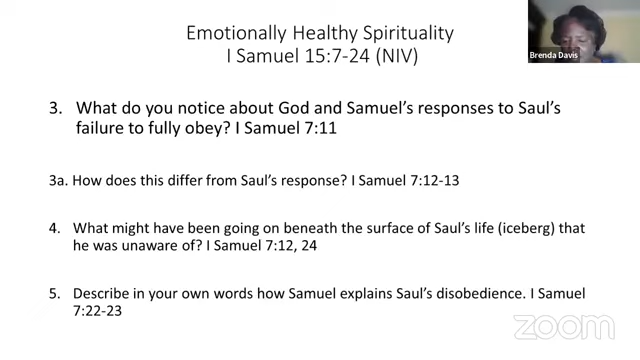 Emotionally Healthy Spirituality
I Samuel 15:7-24 (NIV)
Brenda Davis
3. What do you notice about God and Samuel's responses to Saul's
failure to fully obey? I Samuel 7:11
3a. How does this differ from Saul's response? I Samuel 7:12-13
4. What might have been going on beneath the surface of Saul's life (iceberg) that
he was unaware of? I Samuel 7:12, 24
5. Describe in your own words how Samuel explains Saul's disobedience. I Samuel
7:22-23
zoom